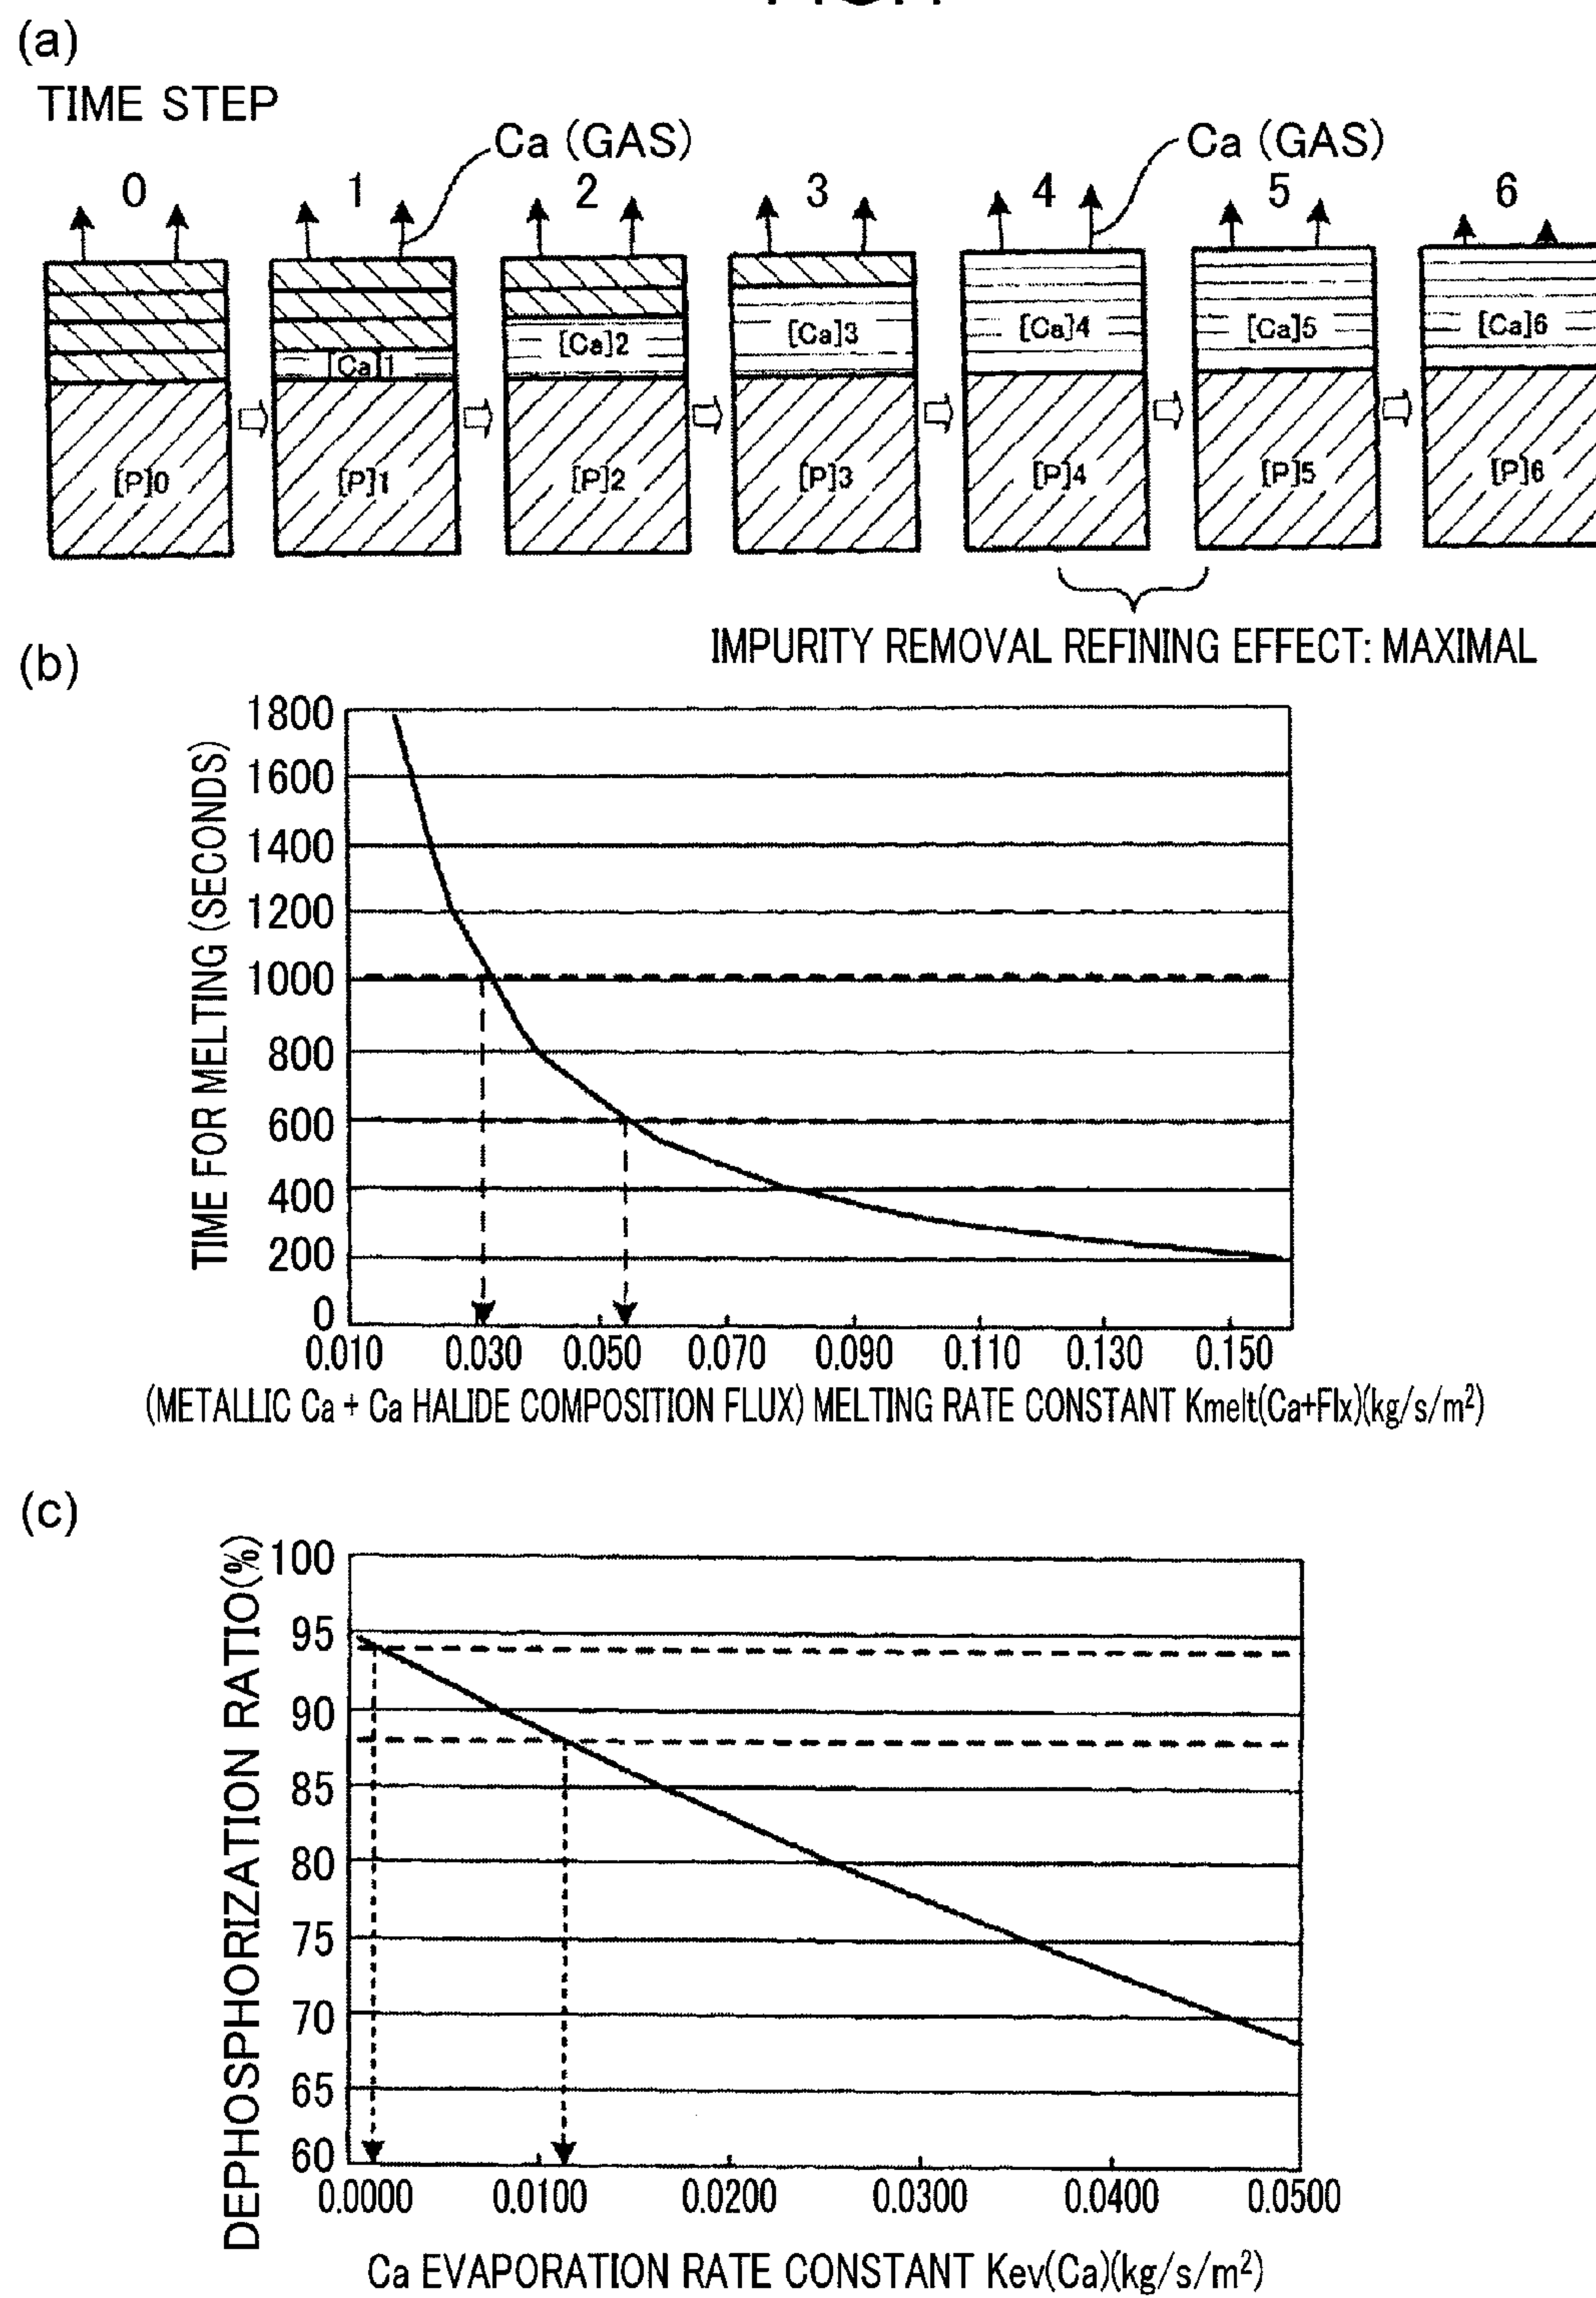 (a)
TIME STEP
Ca (GAS)
Ca (GAS)
0 1 2 3 4 5 6
[Ca]1 [Ca]2 [Ca]3 [Ca]4 [Ca]5 [Ca]6
[P]0 [P]1 [P]2 [P]3 [P]4 [P]5 [P]6
IMPURITY REMOVAL REFINING EFFECT: MAXIMAL
(b)
TIME FOR MELTING (SECONDS)
1800
1600
1400
1200
1000
800
600
400
200
0
0.010 0.030 0.050 0.070 0.090 0.110 0.130 0.150
(METALLIC Ca + Ca HALIDE COMPOSITION FLUX) MELTING RATE CONSTANT Kmelt(Ca+Flx)(kg/s/m²)
(c)
DEPHOSPHORIZATION RATIO(%)
100
95
90
85
80
75
70
65
60
0.0000 0.0100 0.0200 0.0300 0.0400 0.0500
Ca EVAPORATION RATE CONSTANT Kev(Ca)(kg/s/m²)